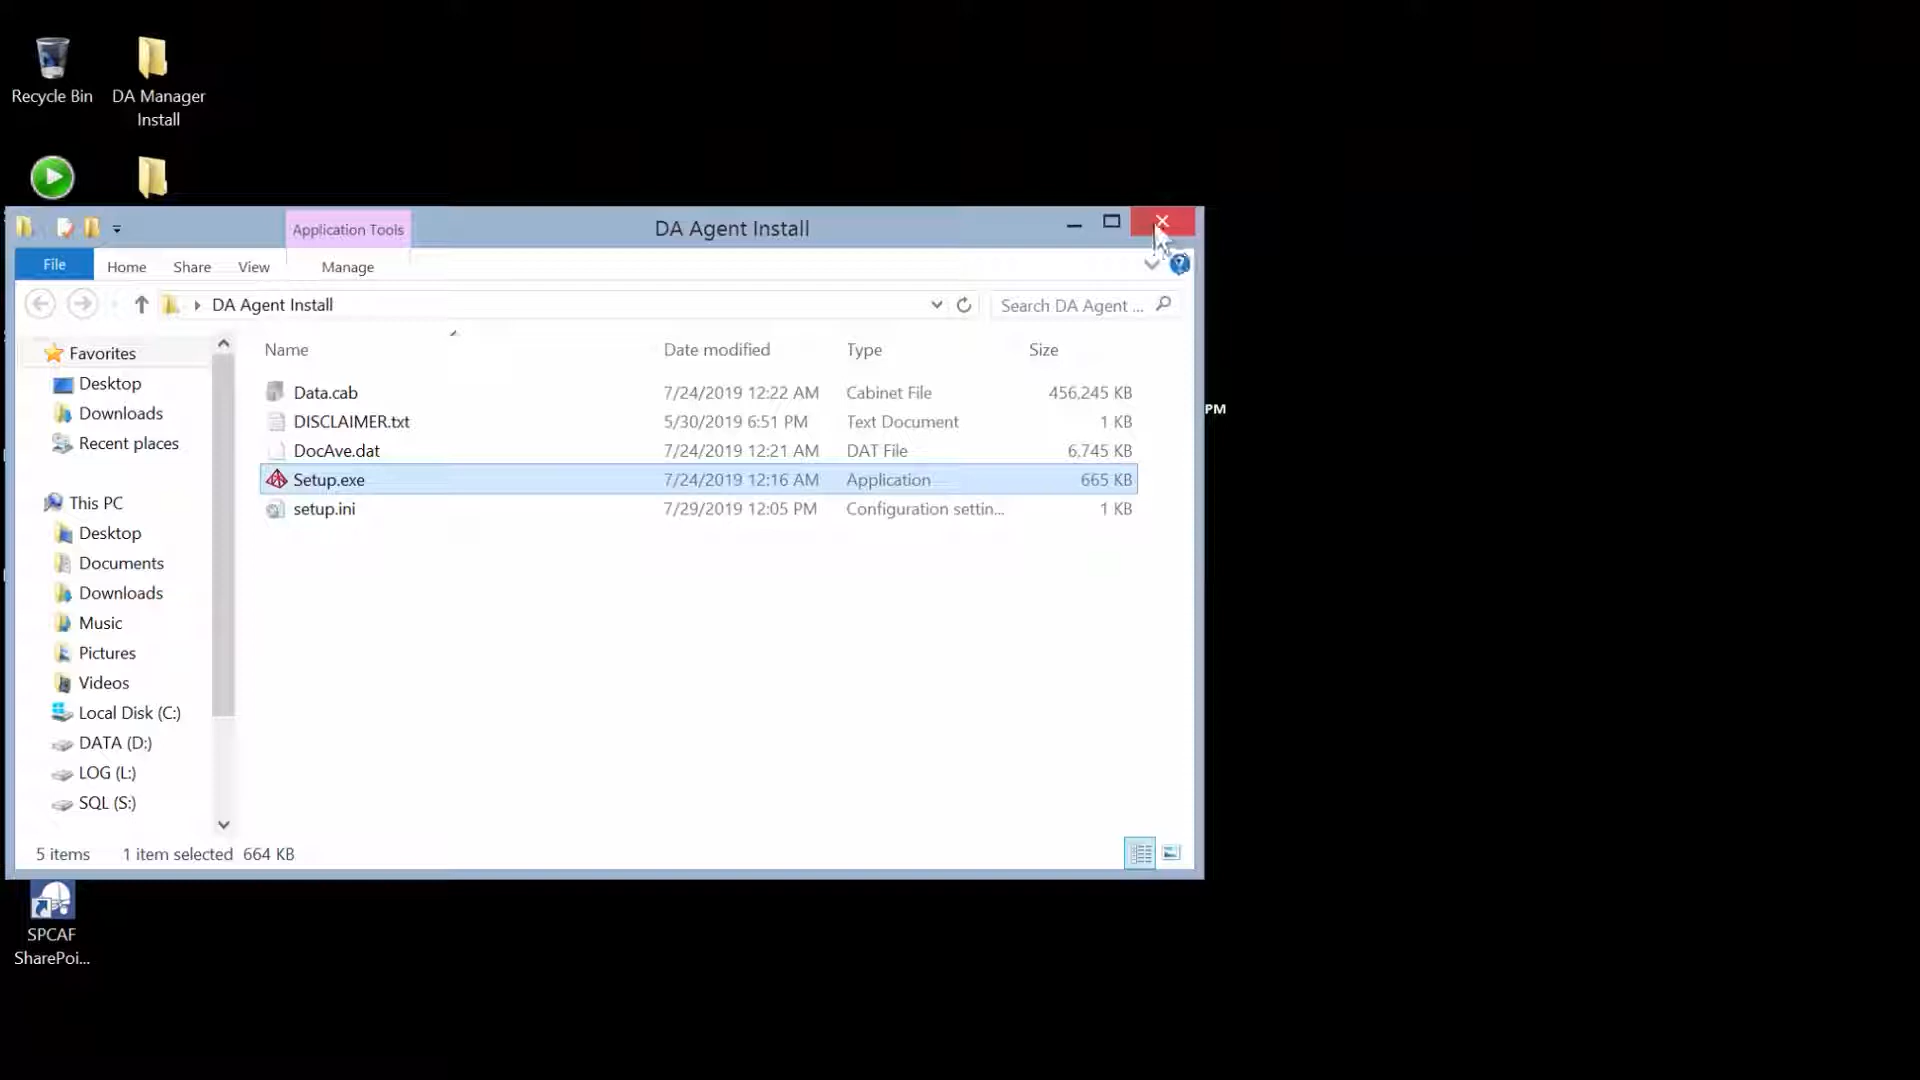 Recycle Bin
DA Manager
Install
Application Tools
DA Agent Install
File
Home
Share
View
Manage
DA Agent Install
Search DA Agent ...
Favorites
Desktop
Downloads
Recent places
This PC
Desktop
Documents
Downloads
Music
Pictures
Videos
Local Disk (C:)
DATA (D:)
LOG (L:)
SQL (S:)
Name Date modified Type Size
Data.cab 7/24/2019 12:22 AM Cabinet File 456,245 KB
DISCLAIMER.txt 5/30/2019 6:51 PM Text Document 1 KB
DocAve.dat 7/24/2019 12:21 AM DAT File 6,745 KB
Setup.exe 7/24/2019 12:16 AM Application 665 KB
setup.ini 7/29/2019 12:05 PM Configuration settin... 1 KB
PM
5 items 1 item selected 664 KB
SPCAF
SharePoi...